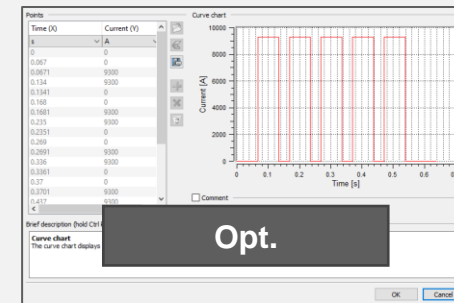 Points
Time (X) Current (Y)
s A
0 0
0.067 0
0.0671 9300
0.134 9300
0.1341 0
0.168 0
0.1681 9300
0.235 9300
0.2351 0
0.269 0
0.2691 9300
0.336 9300
0.3361 0
0.37 0
0.3701 9300
0.437 9300
Curve chart
10000
8000
6000
4000
2000
0
Current [A]
0 0.1 0.2 0.3 0.4 0.5 0.6
Time [s]
Comment
Brief description (hold Ctrl
Curve chart
The curve chart displays
Opt.
OK Cancel